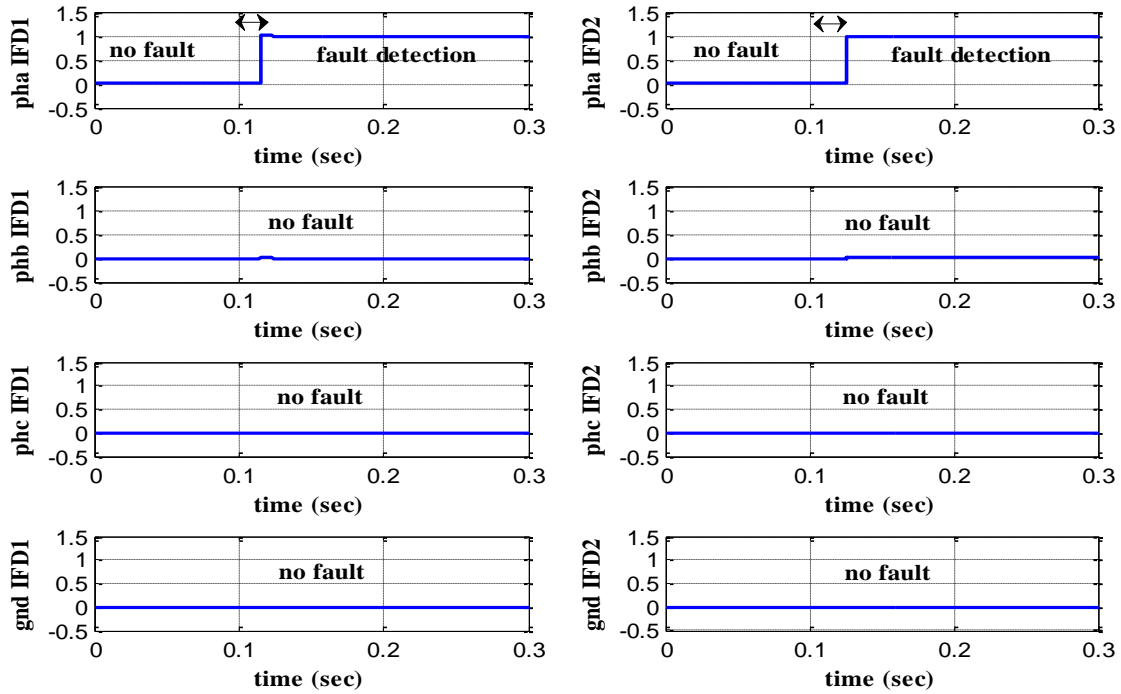 pha IFD1
1.5
1
0.5
0
-0.5
no fault
fault detection
0 0.1 0.2 0.3
time (sec)
pha IFD2
1.5
1
0.5
0
-0.5
no fault
fault detection
0 0.1 0.2 0.3
time (sec)
phb IFD1
1.5
1
0.5
0
-0.5
no fault
0 0.1 0.2 0.3
time (sec)
phb IFD2
1.5
1
0.5
0
-0.5
no fault
0 0.1 0.2 0.3
time (sec)
phc IFD1
1.5
1
0.5
0
-0.5
no fault
0 0.1 0.2 0.3
time (sec)
phc IFD2
1.5
1
0.5
0
-0.5
no fault
0 0.1 0.2 0.3
time (sec)
gnd IFD1
1.5
1
0.5
0
-0.5
no fault
0 0.1 0.2 0.3
time (sec)
gnd IFD2
1.5
1
0.5
0
-0.5
no fault
0 0.1 0.2 0.3
time (sec)